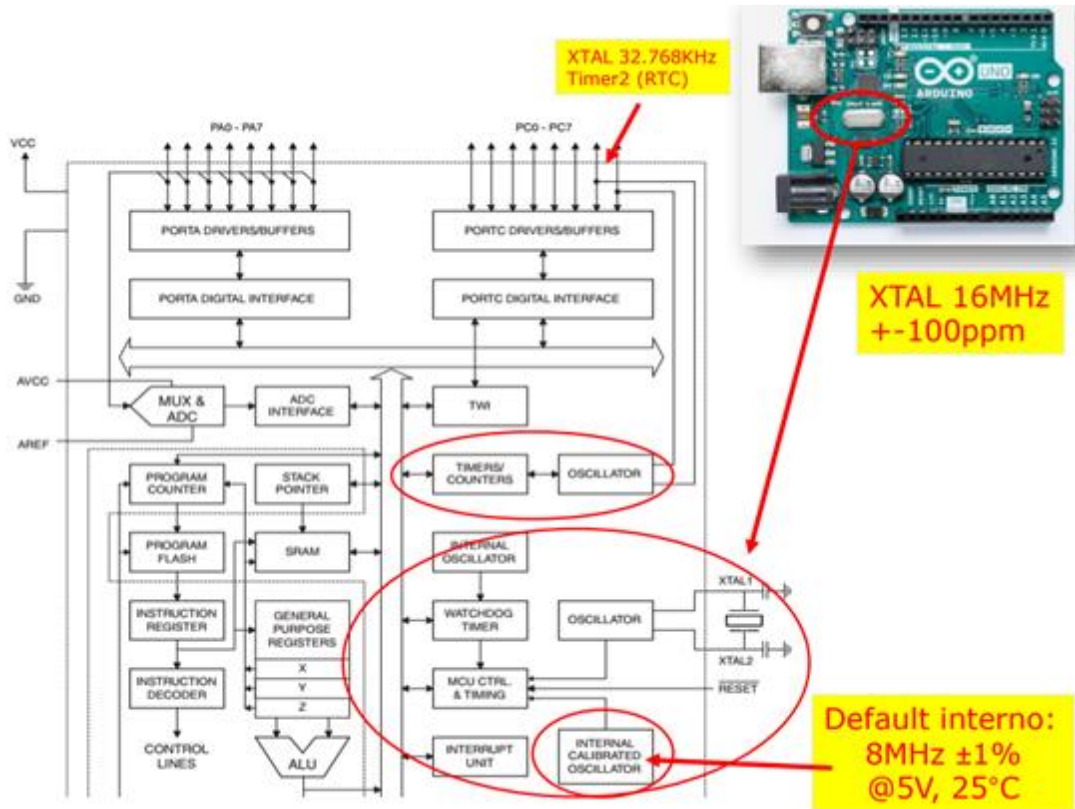 XTAL 32.768KHz
Timer2 (RTC)
UNO
ARDUINO
PA0 - PA7
PC0 - PC7
VCC
PORTA DRIVERS/BUFFERS
PORTC DRIVERS/BUFFERS
GND
PORTA DIGITAL INTERFACE
PORTC DIGITAL INTERFACE
XTAL 16MHz
+-100ppm
AVCC
MUX &
ADC
ADC
INTERFACE
TWI
AREF
PROGRAM
COUNTER
STACK
POINTER
TIMERS/
COUNTERS
OSCILLATOR
PROGRAM
FLASH
SRAM
INTERNAL
OSCILLATOR
XTAL1
INSTRUCTION
REGISTER
GENERAL
PURPOSE
REGISTERS
WATCHDOG
TIMER
OSCILLATOR
X
XTAL2
INSTRUCTION
DECODER
Y
MCU CTRL.
& TIMING
RESET
Z
Default interno:
8MHz ±1%
@5V, 25°C
CONTROL
LINES
ALU
INTERRUPT
UNIT
INTERNAL
CALIBRATED
OSCILLATOR